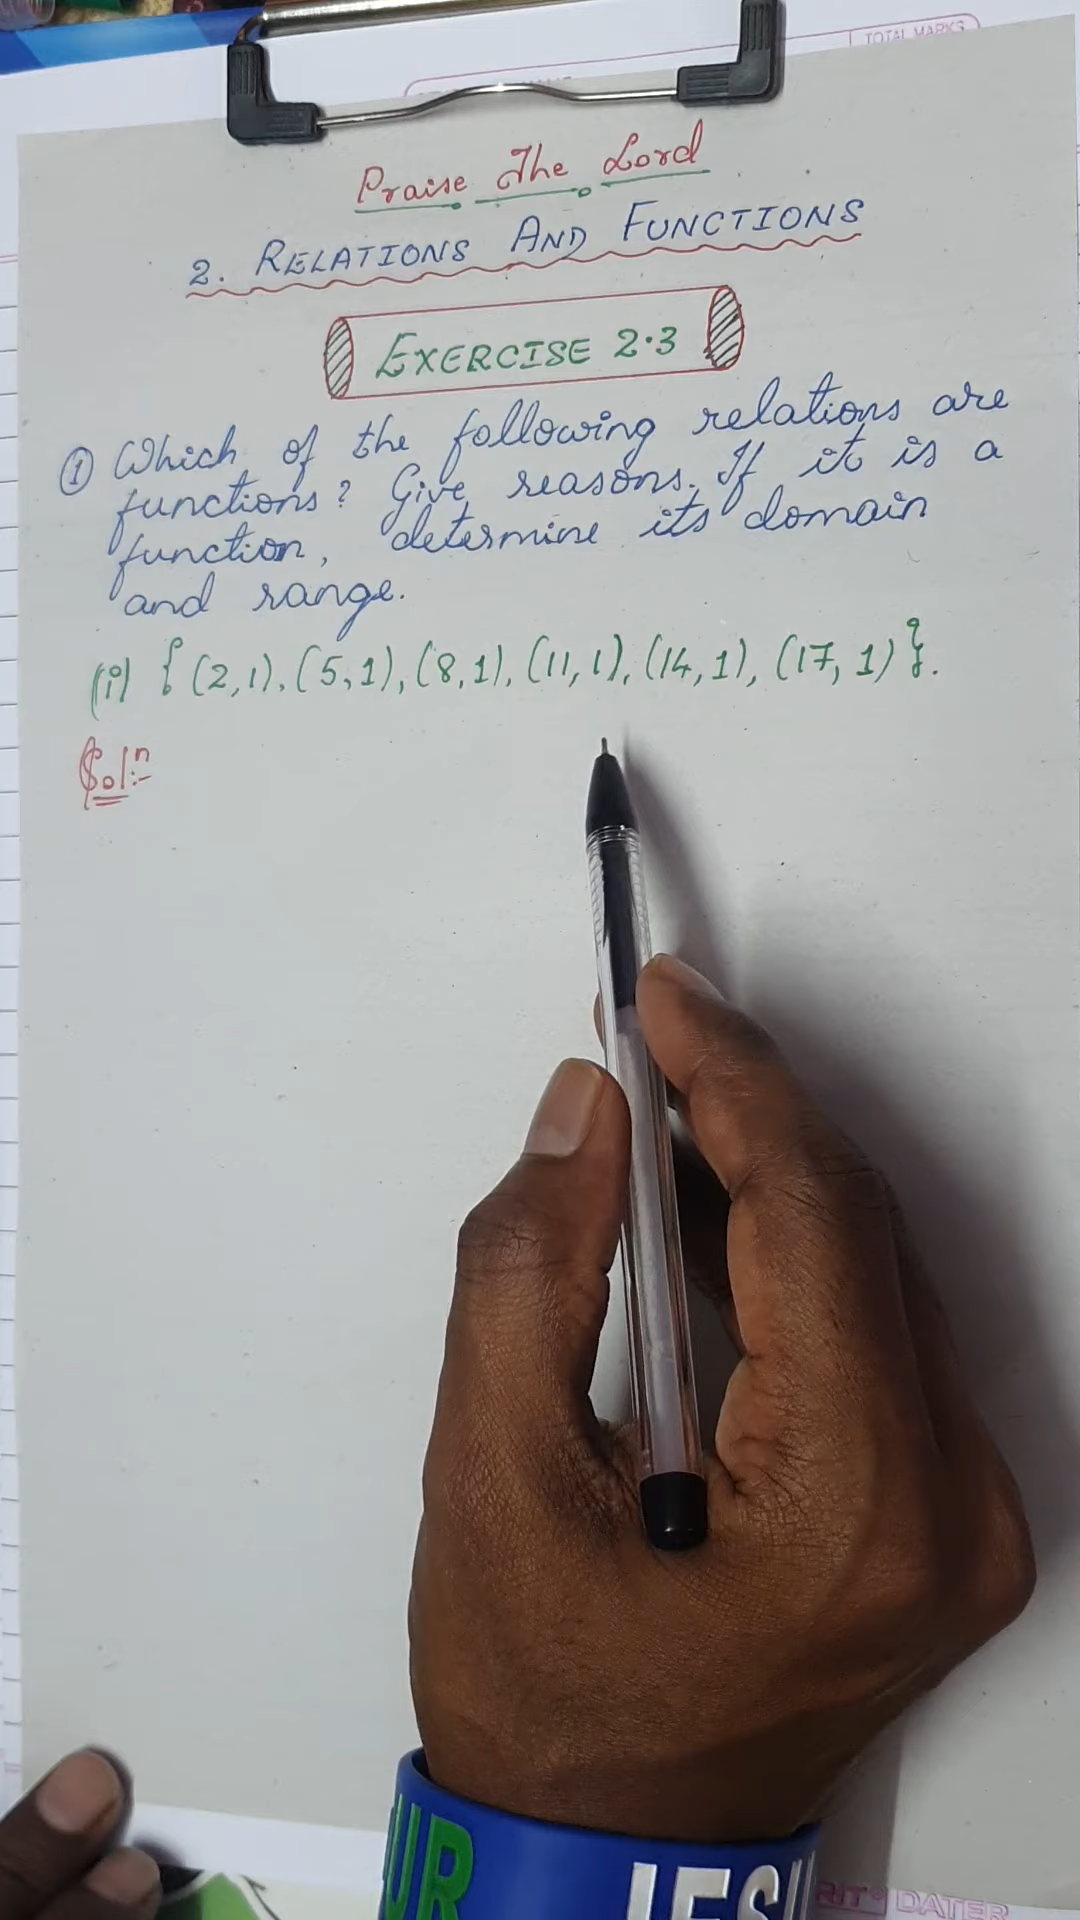 TOTAL MARKS
Praise The Lord
2. RELATIONS AND FUNCTIONS
EXERCISE 2.3
① Which of the following relations are
functions? Give reasons. If it is a
function, determine its domain
and range.
(i) {(2,1), (5,1), (8,1), (11,1), (14,1), (17,1)}.
Solⁿ:-
UR JESU
DATER